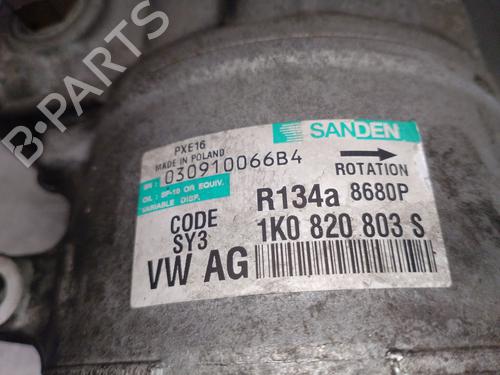 B-PARTS
PXE16
MADE IN POLAND
SANDEN
SN: 030910066B4
OIL: SP-10 OR EQUIV.
VARIABLE DISP.
ROTATION
R134a 8680P
CODE
SY3
1K0 820 803 S
VW AG